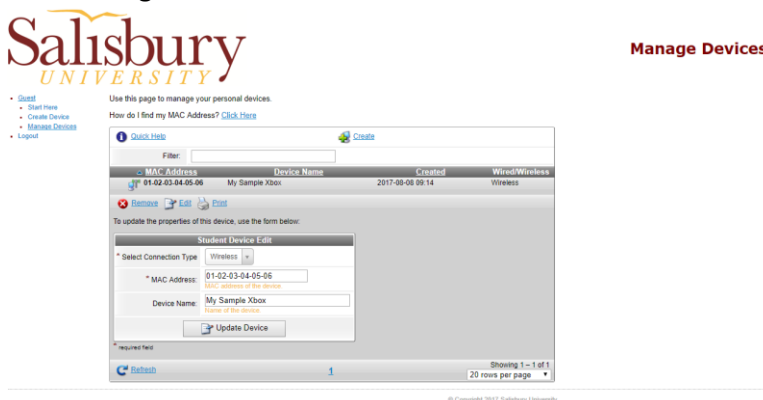 Salisbury
UNIVERSITY
Manage Devices
Guest
Start Here
Create Device
Manage Devices
Logout
Use this page to manage your personal devices.
How do I find my MAC Address? Click Here
Quick Help Create
Filter:
MAC Address Device Name Created Wired/Wireless
01-02-03-04-05-06 My Sample Xbox 2017-08-08 09:14 Wireless
Remove Edit Print
To update the properties of this device, use the form below:
Student Device Edit
* Select Connection Type Wireless
* MAC Address: 01-02-03-04-05-06
MAC address of the device
Device Name: My Sample Xbox
Name of the device
Update Device
* required field
Refresh 1 Showing 1 – 1 of 1
20 rows per page
© Copyright 2017 Salisbury University